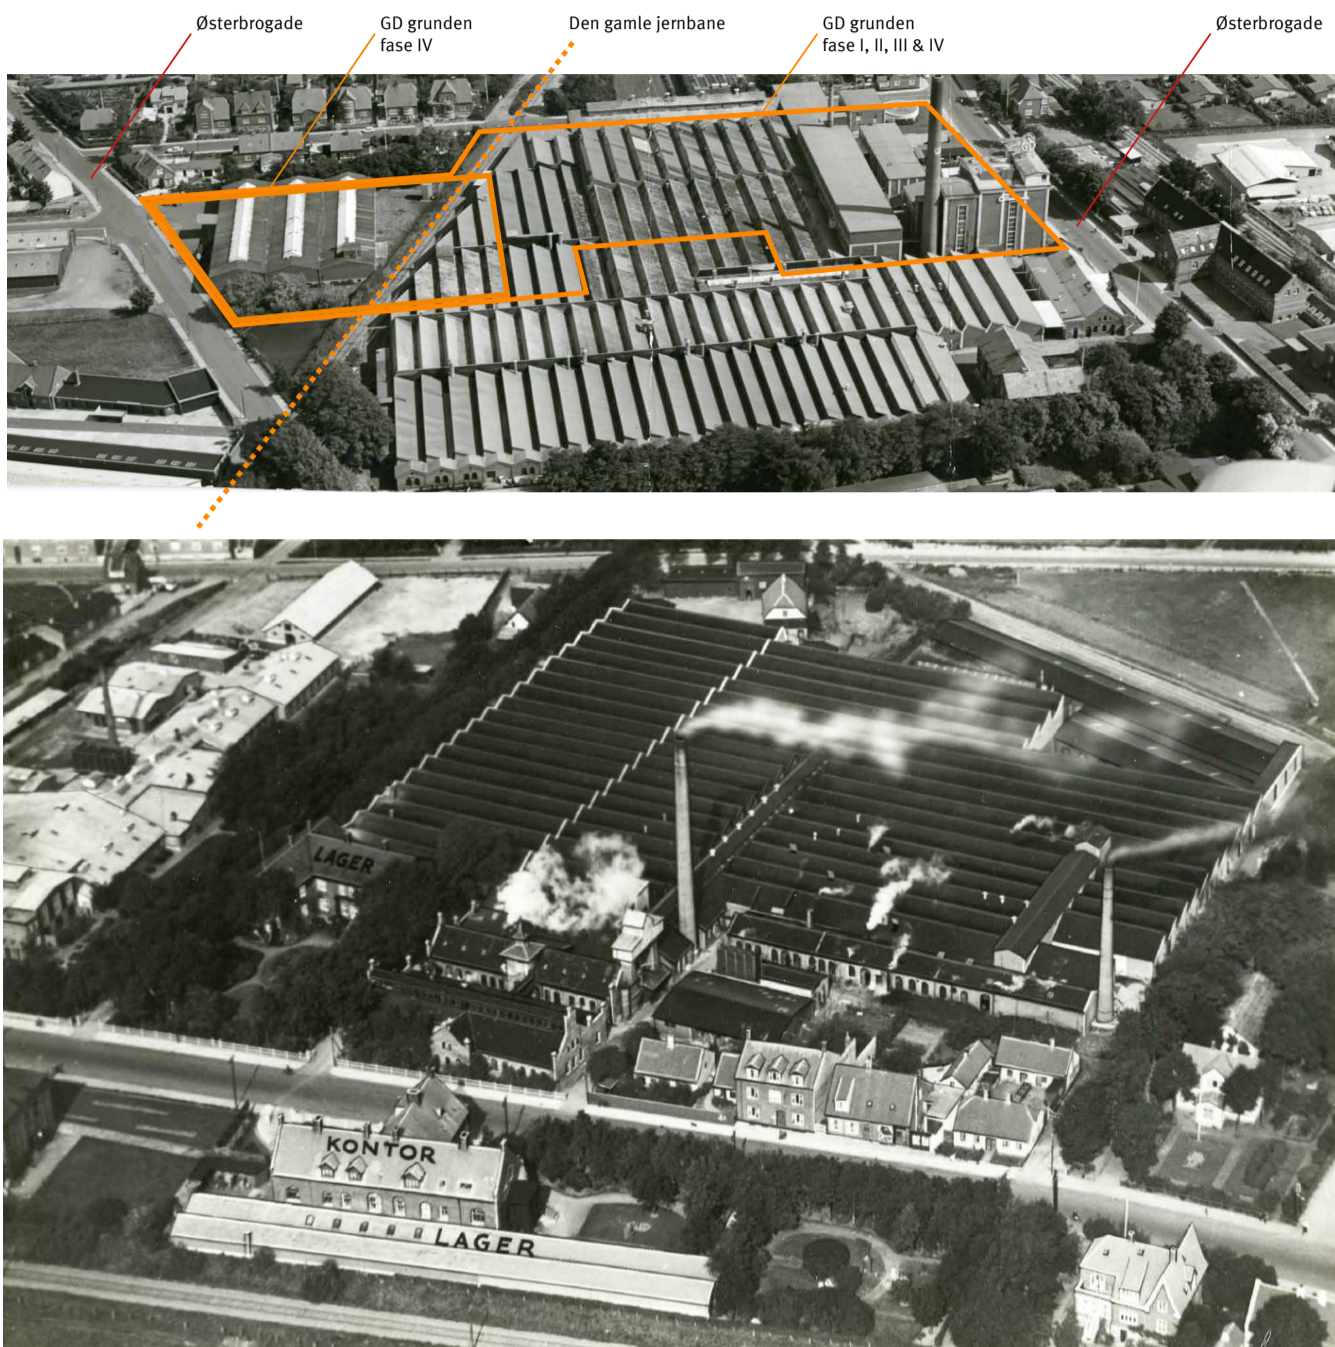 Østerbrogade
GD grunden
fase IV
Den gamle jernbane
GD grunden
fase I, II, III & IV
Østerbrogade
LAGER
KONTOR
LAGER